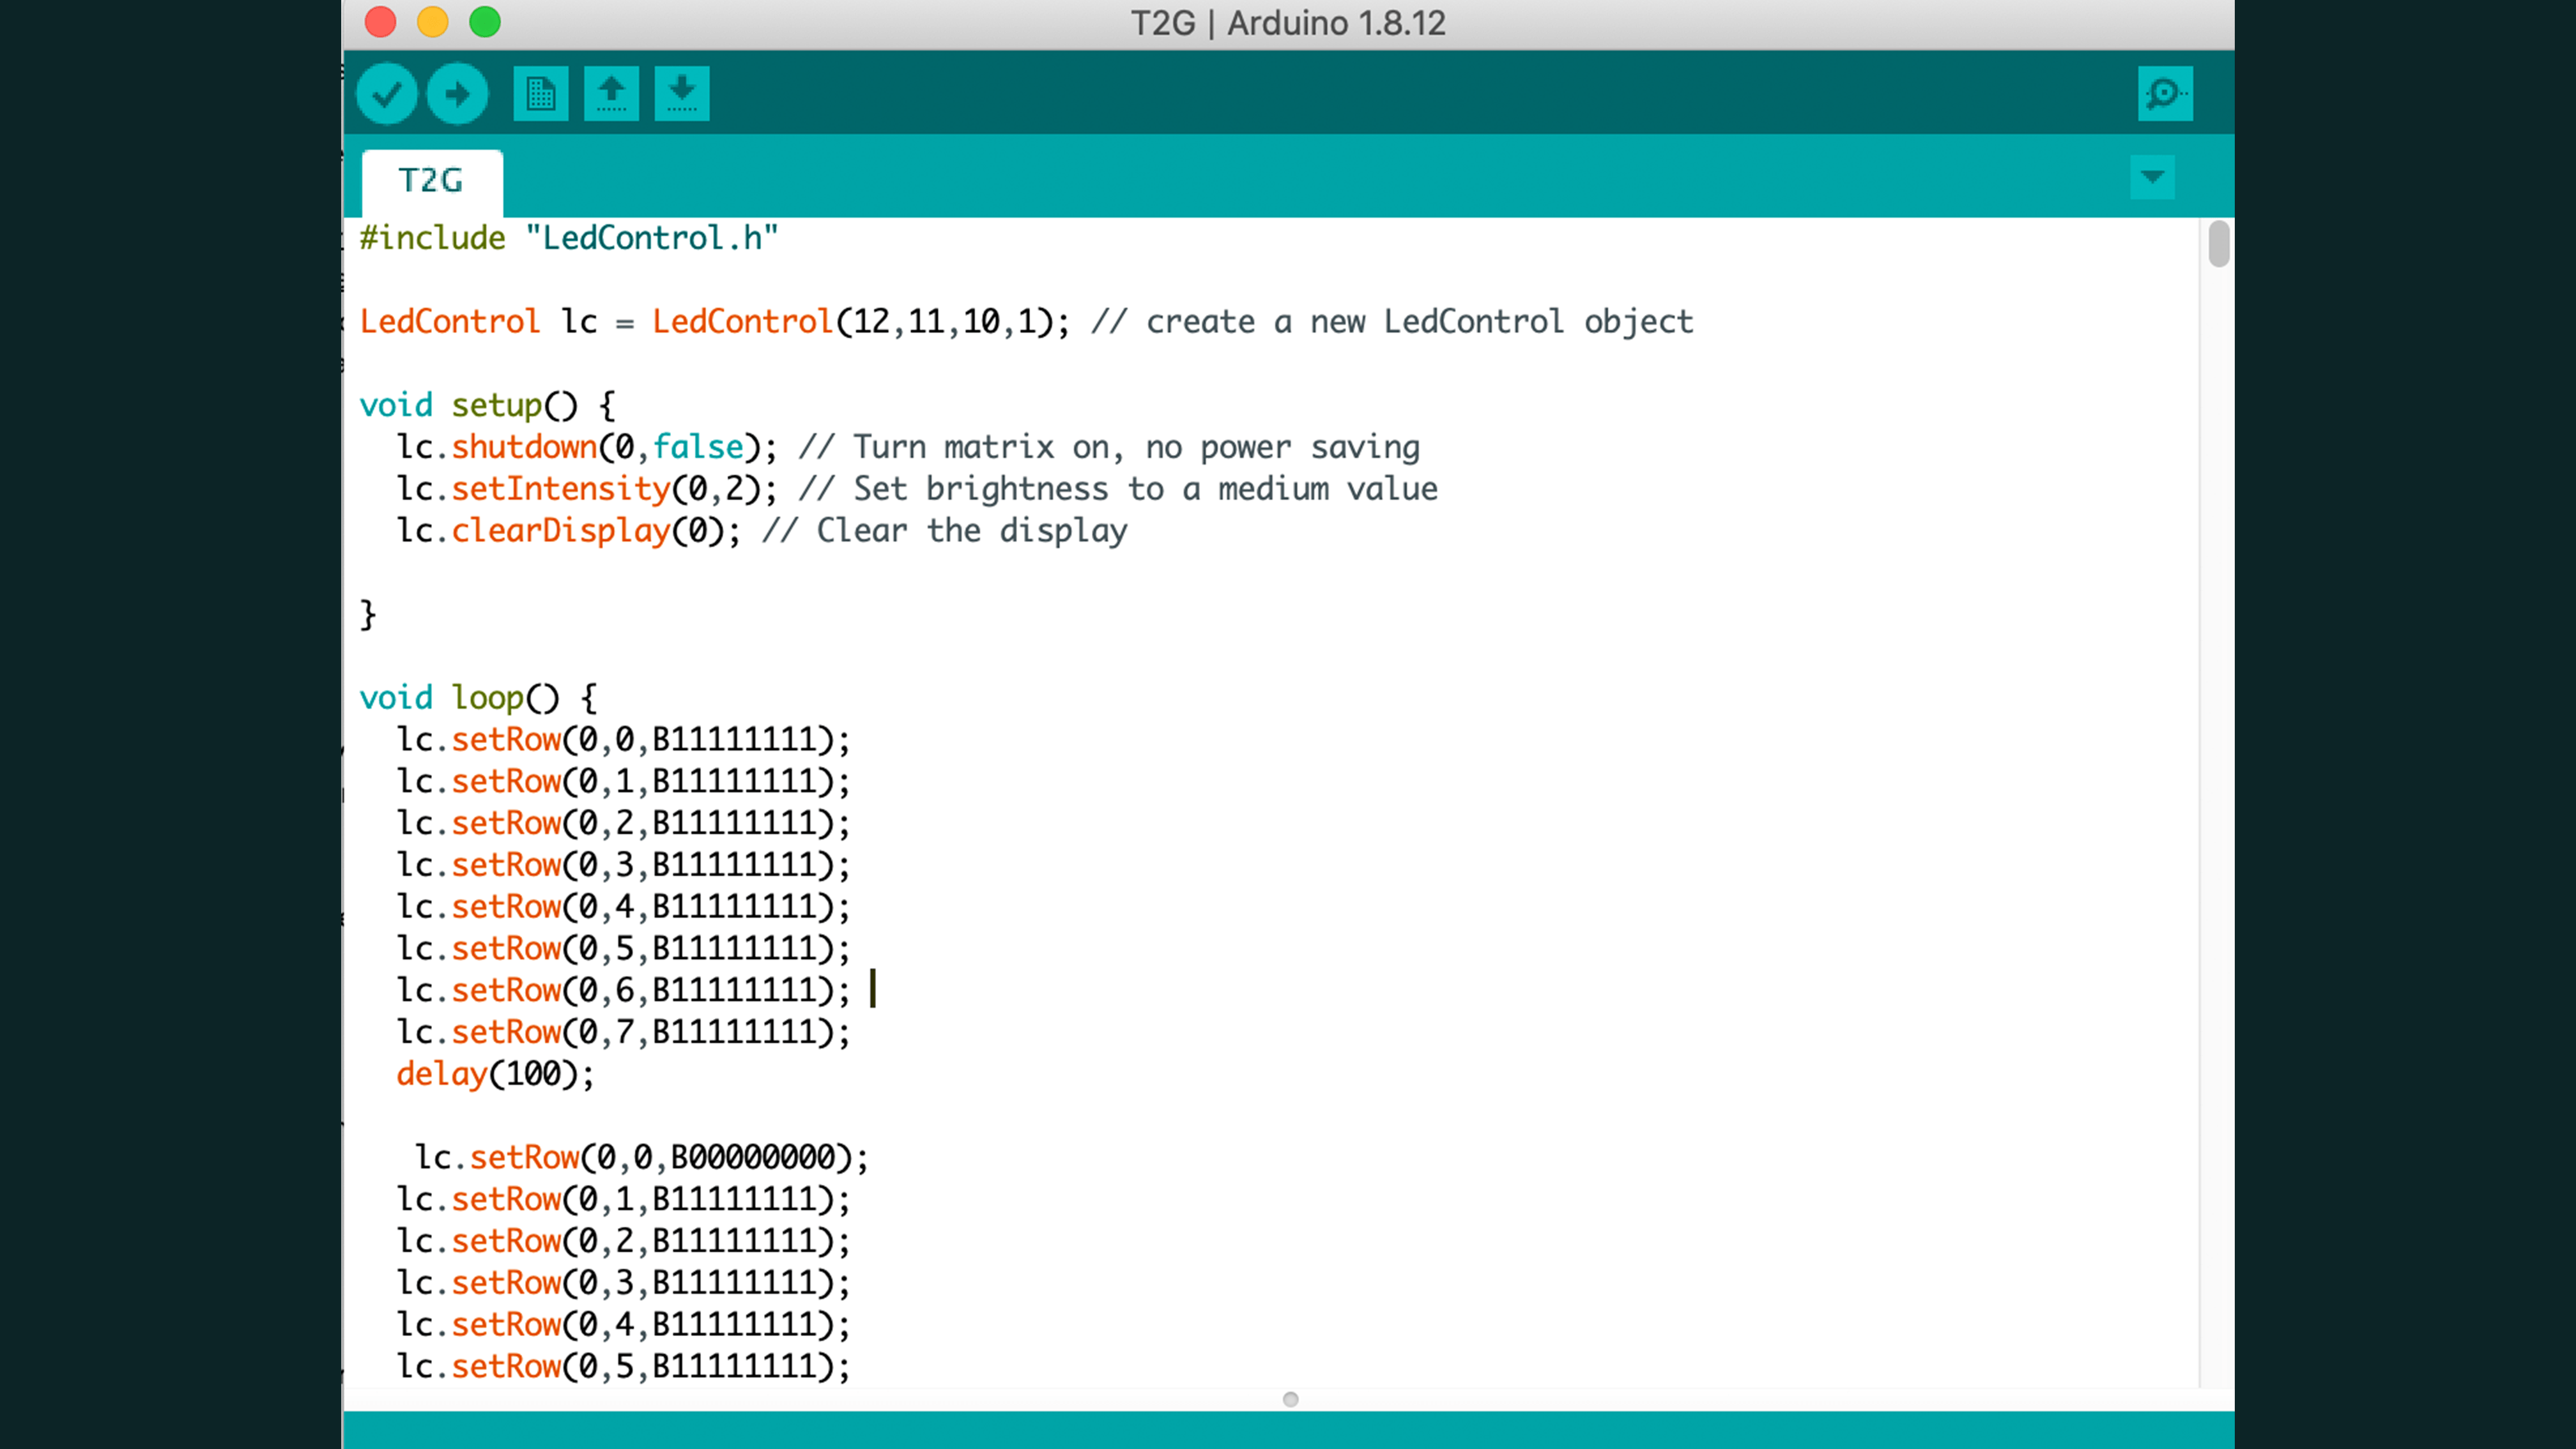 T2G | Arduino 1.8.12
T2G
#include "LedControl.h"
LedControl lc = LedControl(12,11,10,1); // create a new LedControl object
void setup() {
lc.shutdown(0,false); // Turn matrix on, no power saving
lc.setIntensity(0,2); // Set brightness to a medium value
lc.clearDisplay(0); // Clear the display
}
void loop() {
lc.setRow(0,0,B11111111);
lc.setRow(0,1,B11111111);
lc.setRow(0,2,B11111111);
lc.setRow(0,3,B11111111);
lc.setRow(0,4,B11111111);
lc.setRow(0,5,B11111111);
lc.setRow(0,6,B11111111);
lc.setRow(0,7,B11111111);
delay(100);
lc.setRow(0,0,B00000000);
lc.setRow(0,1,B11111111);
lc.setRow(0,2,B11111111);
lc.setRow(0,3,B11111111);
lc.setRow(0,4,B11111111);
lc.setRow(0,5,B11111111);